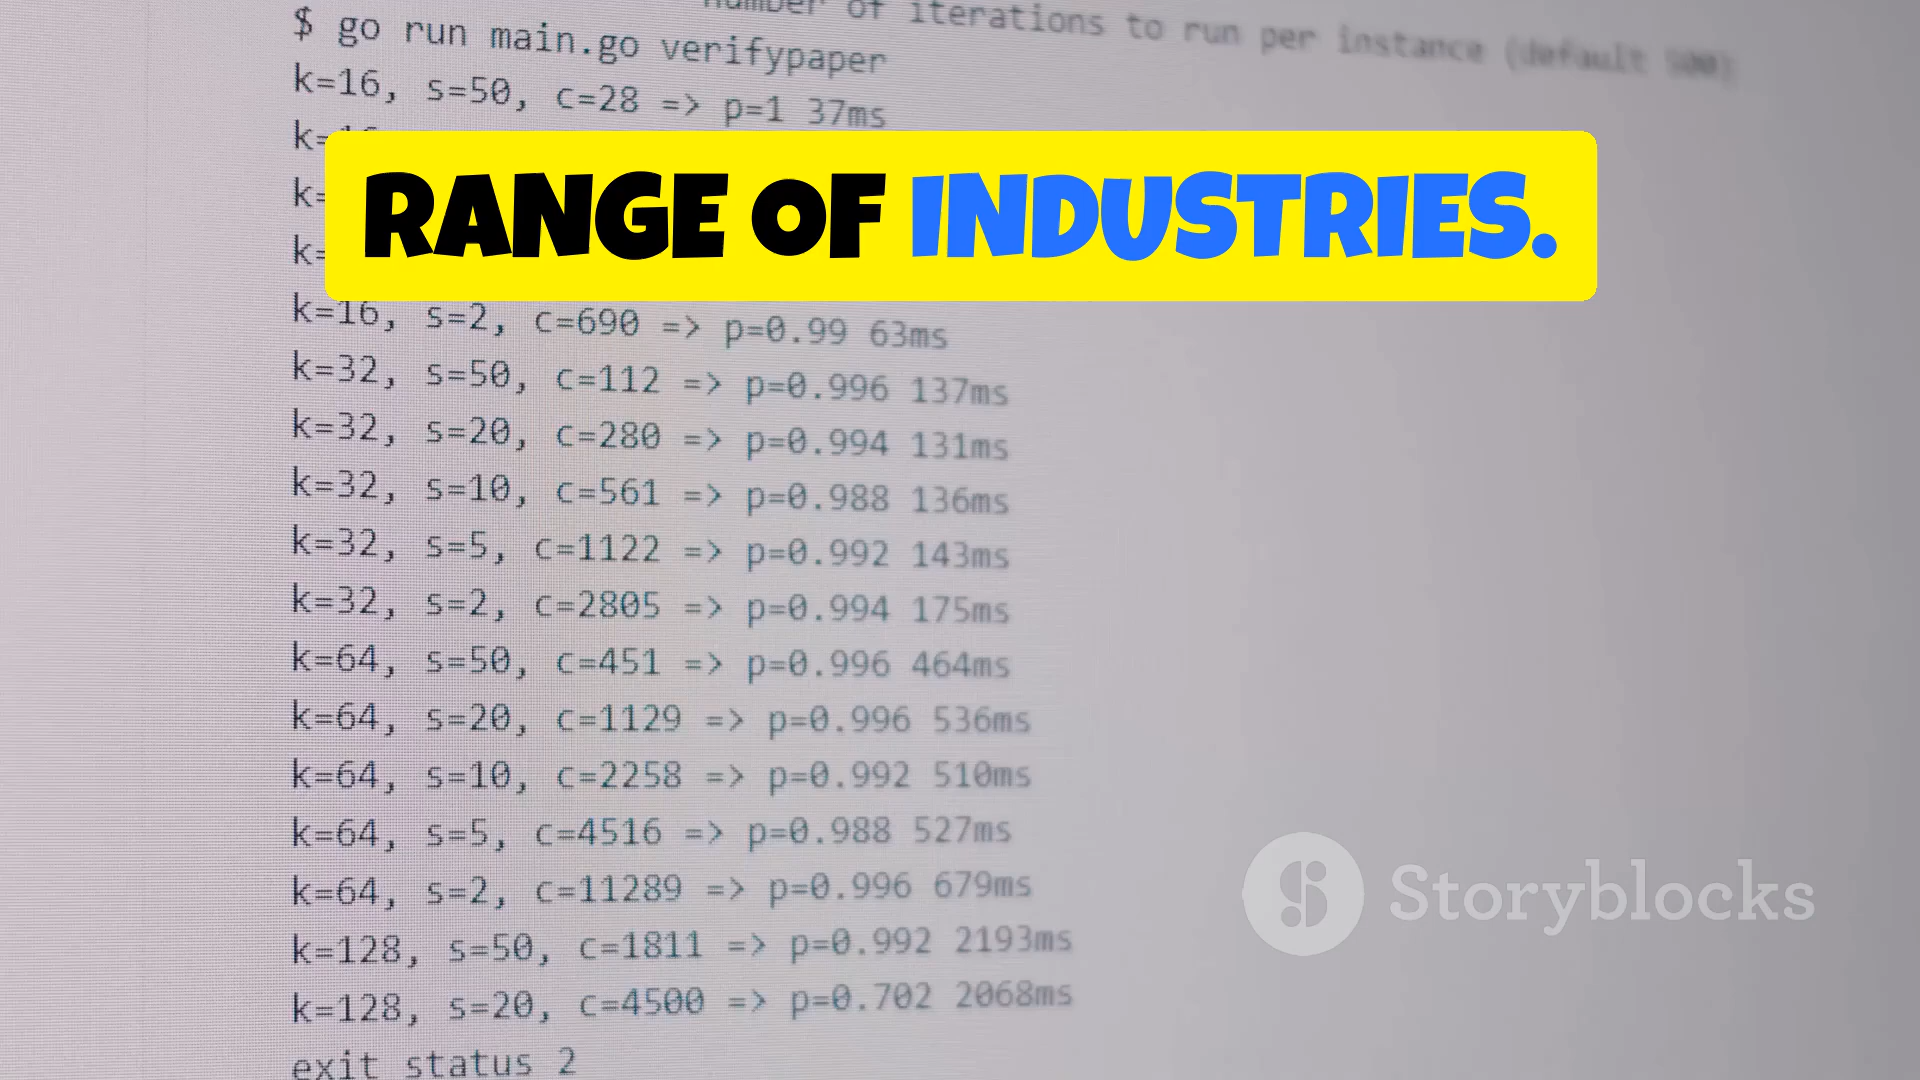 number of iterations to run per instance (default 500)
$ go run main.go verifypaper
k=16, s=50, c=28 => p=1 37ms
k=
k=
k=
RANGE OF INDUSTRIES.
k=16, s=2, c=690 => p=0.99 63ms
k=32, s=50, c=112 => p=0.996 137ms
k=32, s=20, c=280 => p=0.994 131ms
k=32, s=10, c=561 => p=0.988 136ms
k=32, s=5, c=1122 => p=0.992 143ms
k=32, s=2, c=2805 => p=0.994 175ms
k=64, s=50, c=451 => p=0.996 464ms
k=64, s=20, c=1129 => p=0.996 536ms
k=64, s=10, c=2258 => p=0.992 510ms
k=64, s=5, c=4516 => p=0.988 527ms
k=64, s=2, c=11289 => p=0.996 679ms
Storyblocks
k=128, s=50, c=1811 => p=0.992 2193ms
k=128, s=20, c=4500 => p=0.702 2068ms
exit status 2